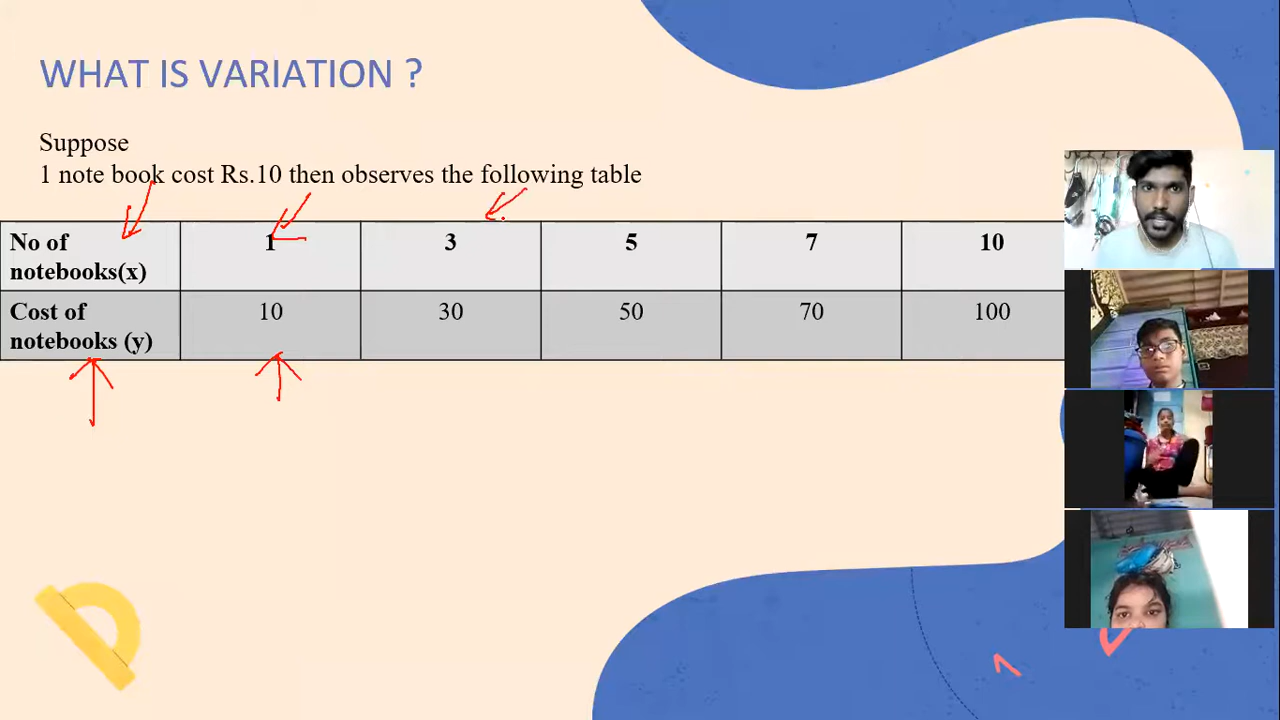 WHAT IS VARIATION ?
Suppose
1 note book cost Rs.10 then observes the following table
No of notebooks(x) 1 3 5 7 10
Cost of notebooks (y) 10 30 50 70 100